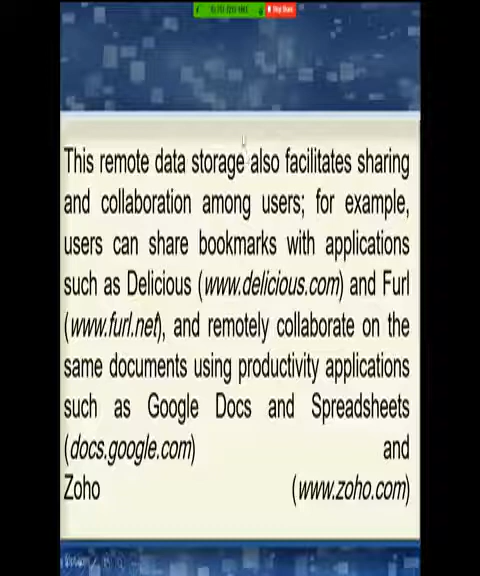 Stop Share
This remote data storage also facilitates sharing
and collaboration among users; for example,
users can share bookmarks with applications
such as Delicious (www.delicious.com) and Furl
(www.furl.net), and remotely collaborate on the
same documents using productivity applications
such as Google Docs and Spreadsheets
(docs.google.com) and
Zoho (www.zoho.com)